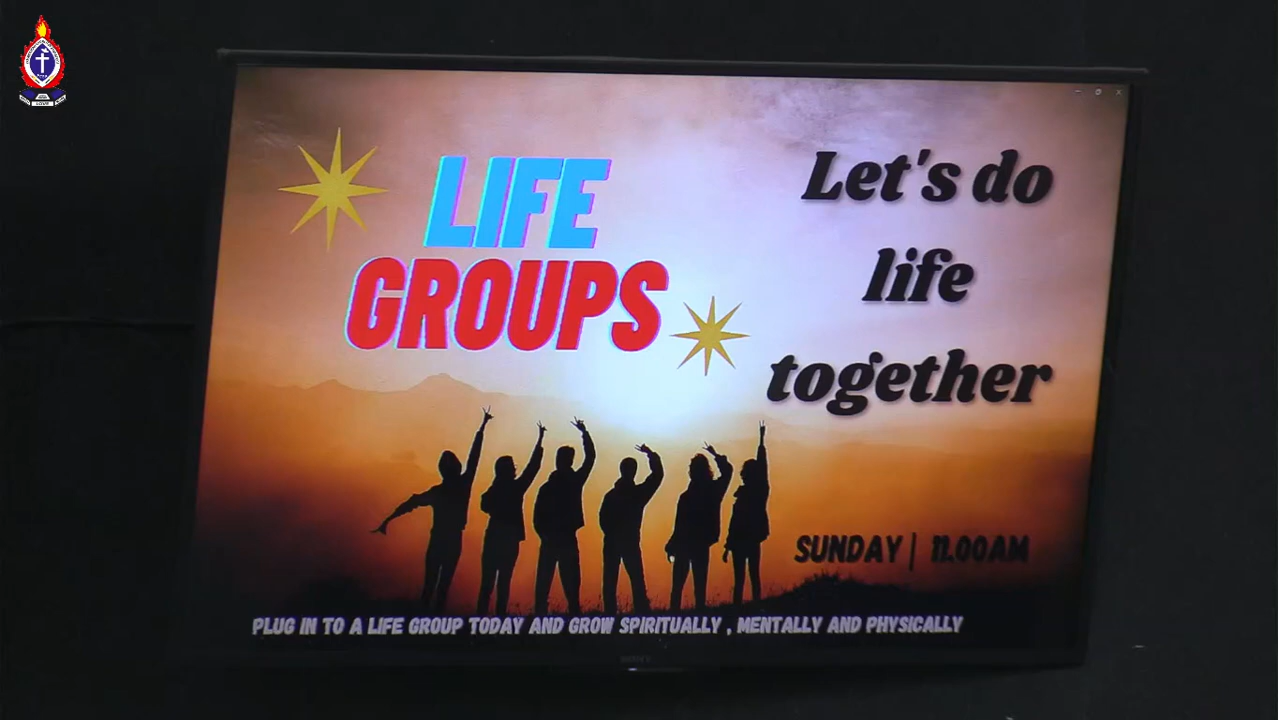 LIFE
GROUPS
Let's do
life
together
SUNDAY | 11.00AM
PLUG IN TO A LIFE GROUP TODAY AND GROW SPIRITUALLY , MENTALLY AND PHYSICALLY